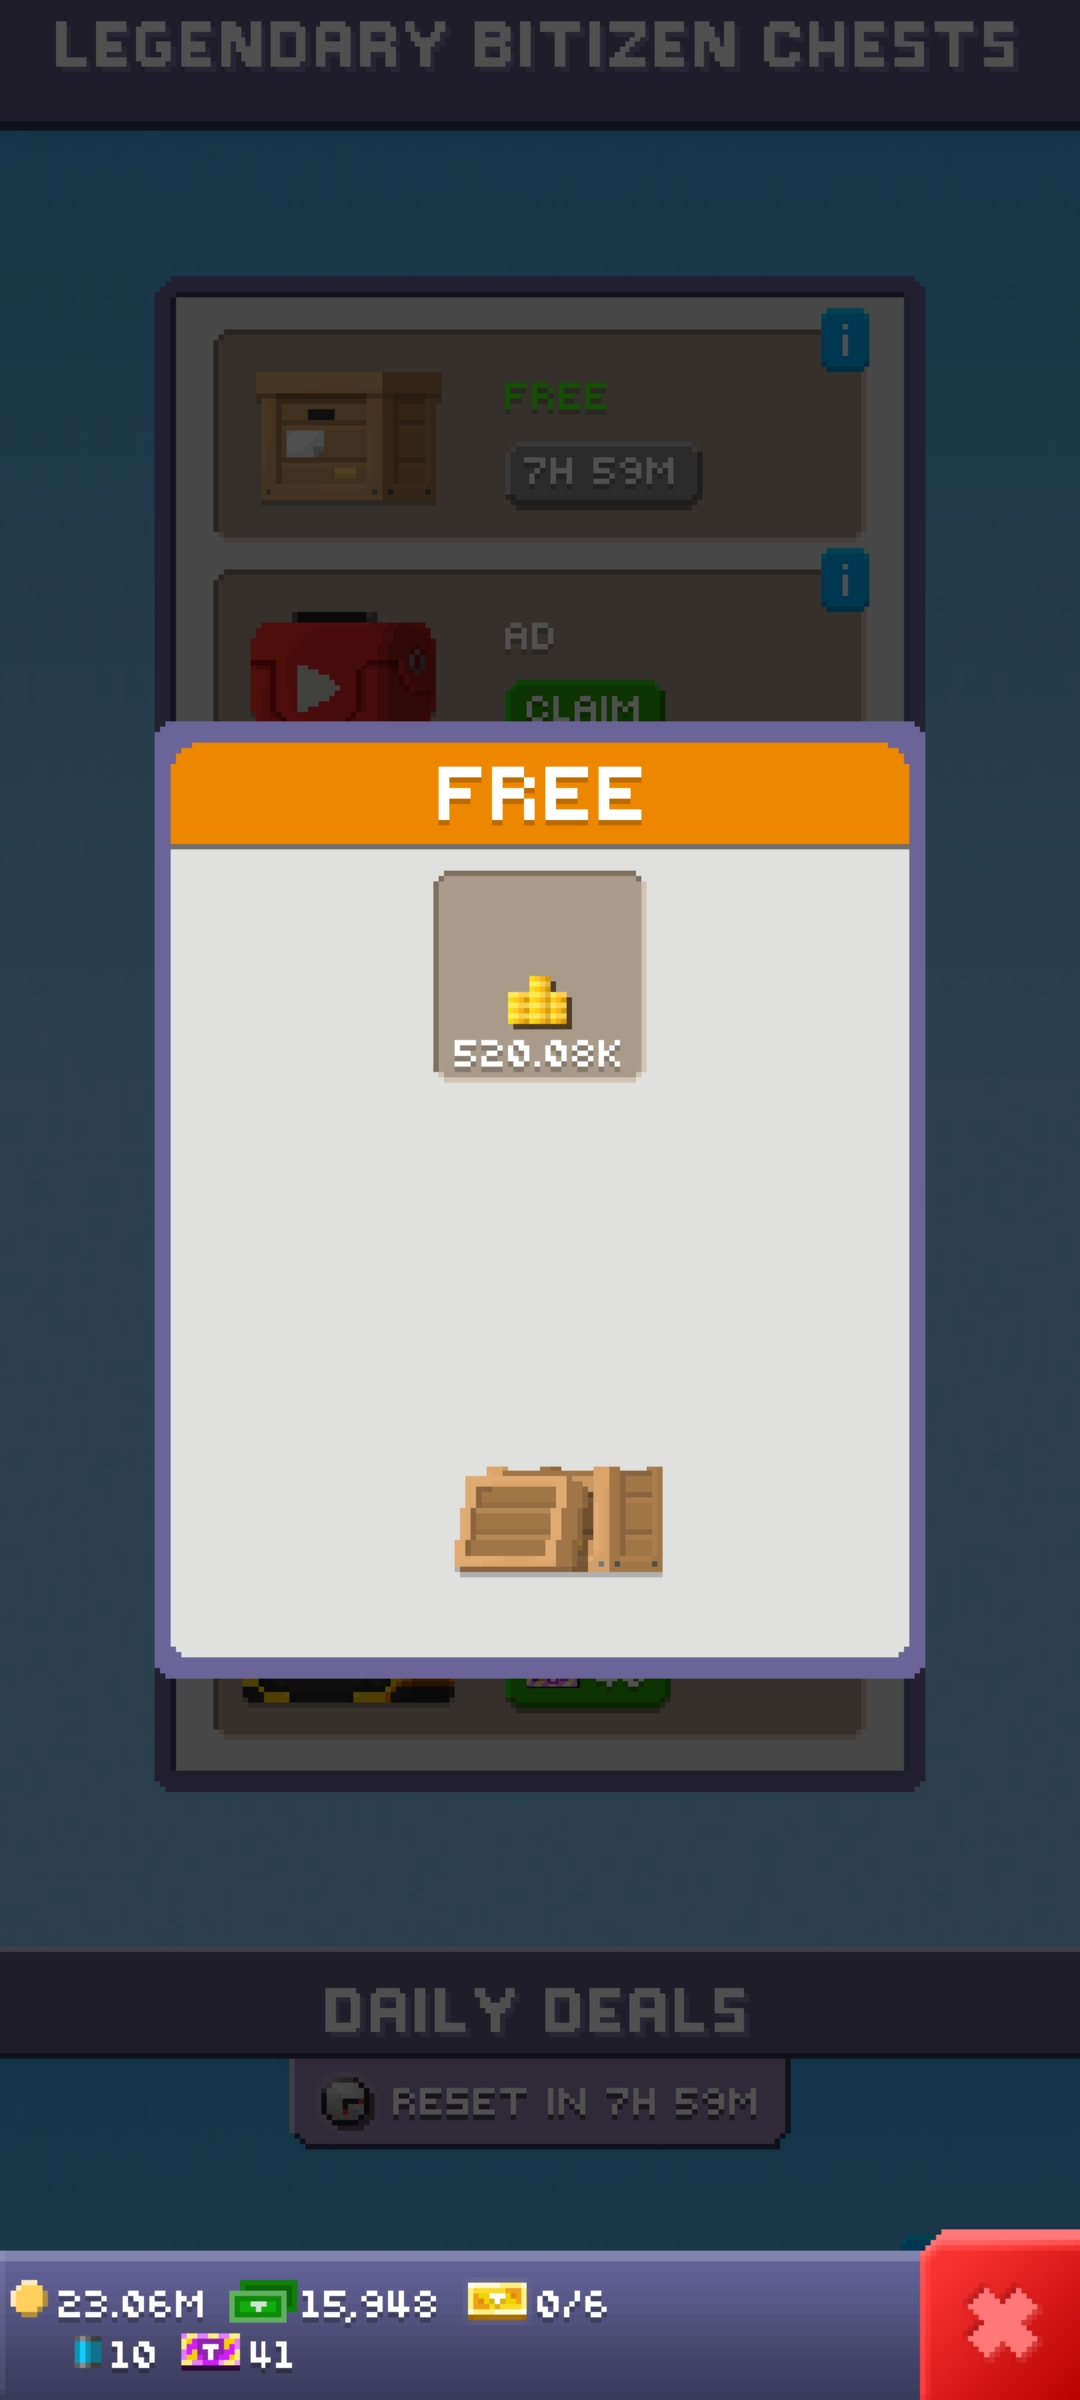 LEGENDARY BITIZEN CHESTS
i
FREE
7H 59M
i
AD
CLAIM
FREE
520.08K
DAILY DEALS
RESET IN 7H 59M
23.06M 15,948 0/6
10 41